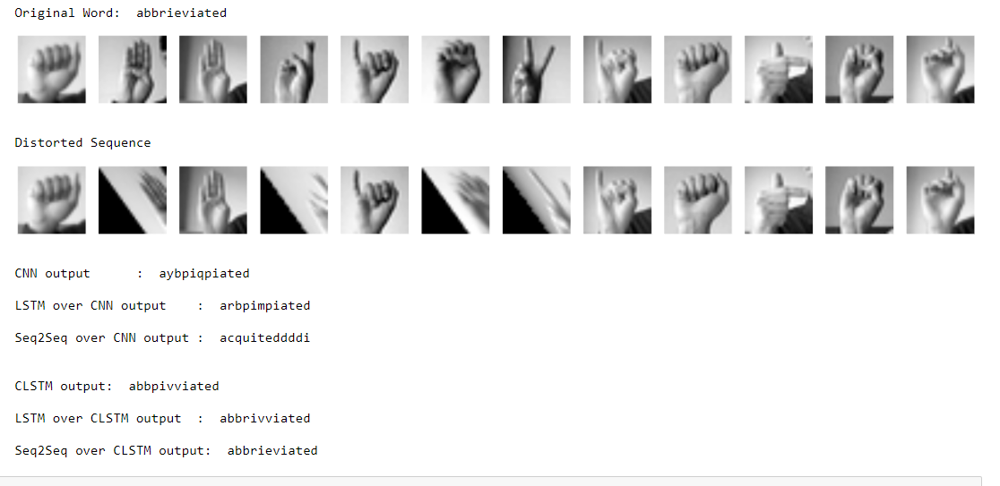 Original Word:  abbrieviated
Distorted Sequence
CNN output      :  aybpiqpiated
LSTM over CNN output    :  arbpimpiated
Seq2Seq over CNN output :  acquiteddddi
CLSTM output:  abbpivviated
LSTM over CLSTM output  :  abbrivviated
Seq2Seq over CLSTM output:  abbrieviated